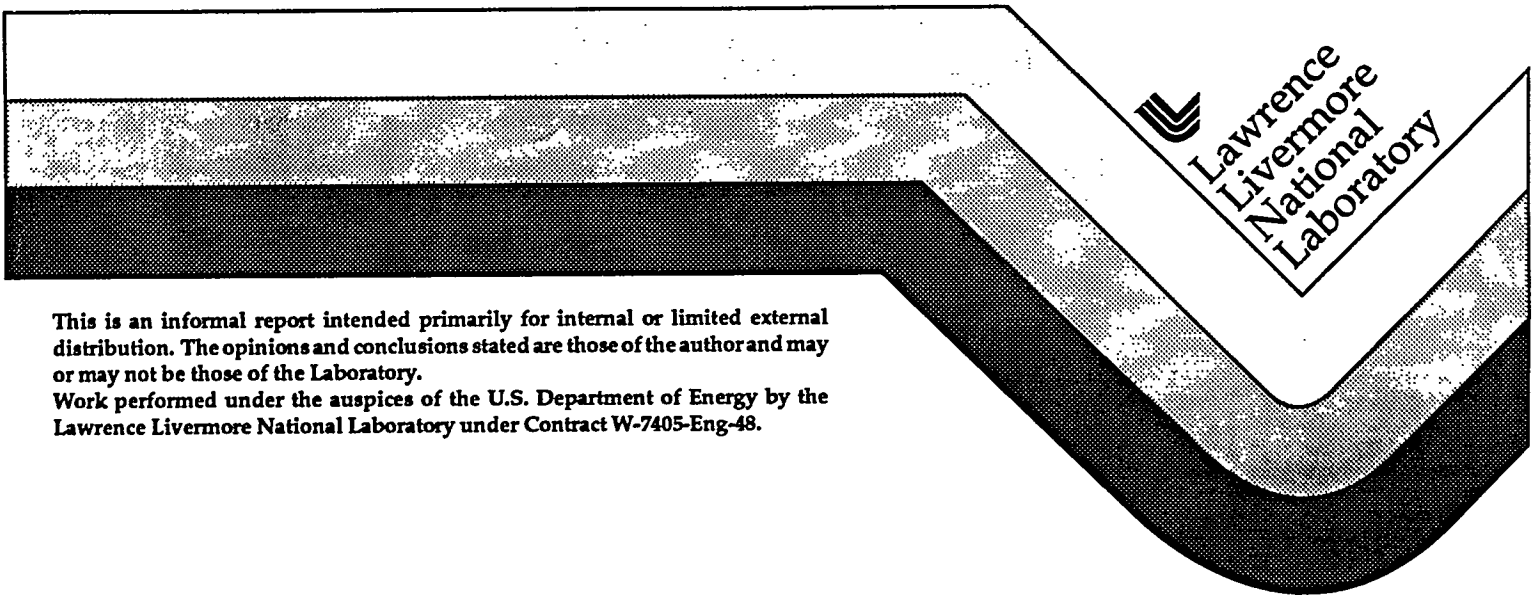 Lawrence
Livermore
National
Laboratory
This is an informal report intended primarily for internal or limited external
distribution. The opinions and conclusions stated are those of the author and may
or may not be those of the Laboratory.
Work performed under the auspices of the U.S. Department of Energy by the
Lawrence Livermore National Laboratory under Contract W-7405-Eng-48.